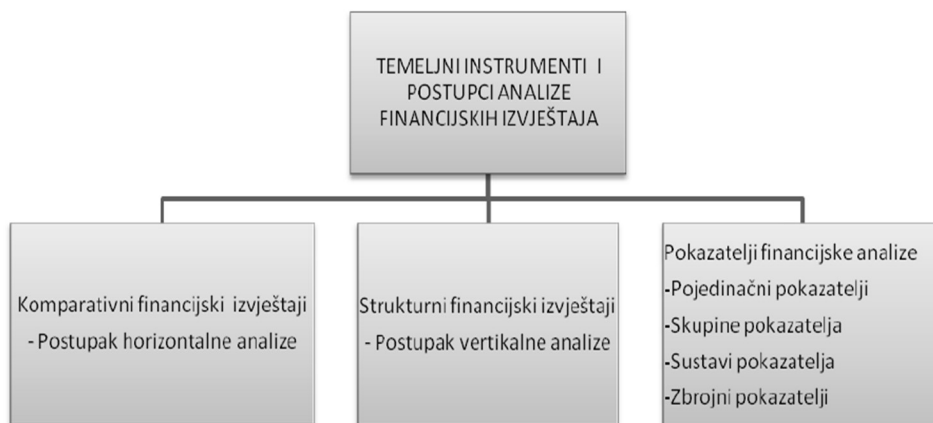 TEMELJNI INSTRUMENTI I
POSTUPCI ANALIZE
FINANCIJSKIH IZVJEŠTAJA
Komparativni financijski izvještaji
- Postupak horizontalne analize
Strukturni financijski izvještaji
- Postupak vertikalne analize
Pokazatelji financijske analize
-Pojedinačni pokazatelji
-Skupine pokazatelja
-Sustavi pokazatelja
-Zbrojni pokazatelji